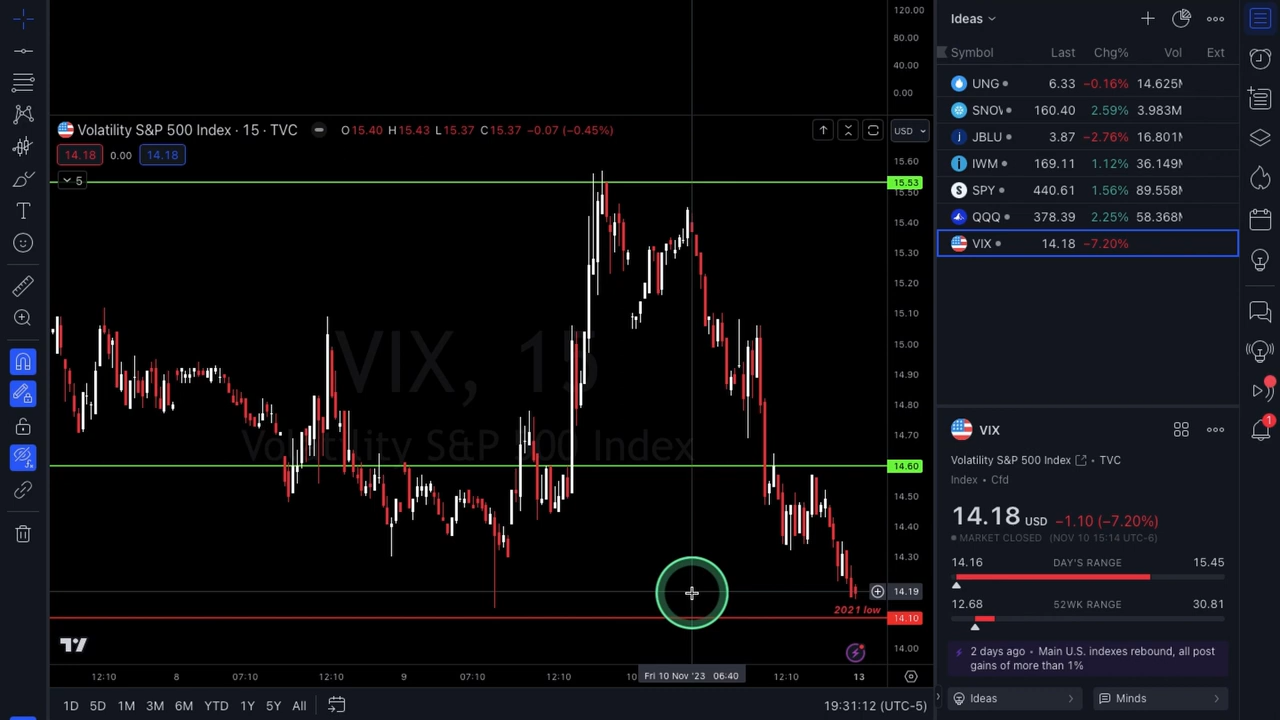 120.00
80.00
40.00
0.00
Volatility S&P 500 Index · 15 · TVC O15.40 H15.43 L15.37 C15.37 −0.07 (−0.45%)
USD
14.18 0.00 14.18
5
15.60
15.53
15.50
15.40
15.30
15.20
15.10
15.00
14.90
14.80
14.70
14.60
14.50
14.40
14.30
14.19
14.10
14.00
VIX, 15
Volatility S&P 500 Index
2021 low
12:10 8 07:10 12:10 9 07:10 12:10 10 Fri 10 Nov '23 06:40 12:10 13
1D 5D 1M 3M 6M YTD 1Y 5Y All 19:31:12 (UTC-5)
Ideas
Symbol Last Chg% Vol Ext
UNG 6.33 −0.16% 14.625M
SNOW 160.40 2.59% 3.983M
JBLU 3.87 −2.76% 16.801M
IWM 169.11 1.12% 36.149M
SPY 440.61 1.56% 89.558M
QQQ 378.39 2.25% 58.368M
VIX 14.18 −7.20%
VIX
Volatility S&P 500 Index • TVC
Index • Cfd
14.18 USD −1.10 (−7.20%)
MARKET CLOSED (NOV 10 15:14 UTC-6)
14.16 DAY'S RANGE 15.45
12.68 52WK RANGE 30.81
2 days ago • Main U.S. indexes rebound, all post
gains of more than 1%
Ideas Minds
1